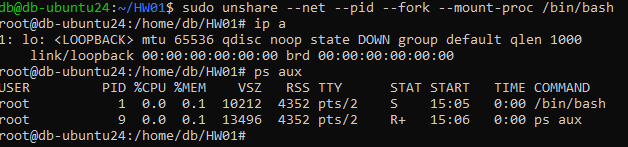 db@db-ubuntu24:~/HW01$ sudo unshare --net --pid --fork --mount-proc /bin/bash
root@db-ubuntu24:/home/db/HW01# ip a
1: lo: <LOOPBACK> mtu 65536 qdisc noop state DOWN group default qlen 1000
    link/loopback 00:00:00:00:00:00 brd 00:00:00:00:00:00
root@db-ubuntu24:/home/db/HW01# ps aux
USER         PID %CPU %MEM    VSZ   RSS TTY      STAT START   TIME COMMAND
root           1  0.0  0.1  10212  4352 pts/2    S    15:05   0:00 /bin/bash
root           9  0.0  0.1  13496  4352 pts/2    R+   15:06   0:00 ps aux
root@db-ubuntu24:/home/db/HW01#